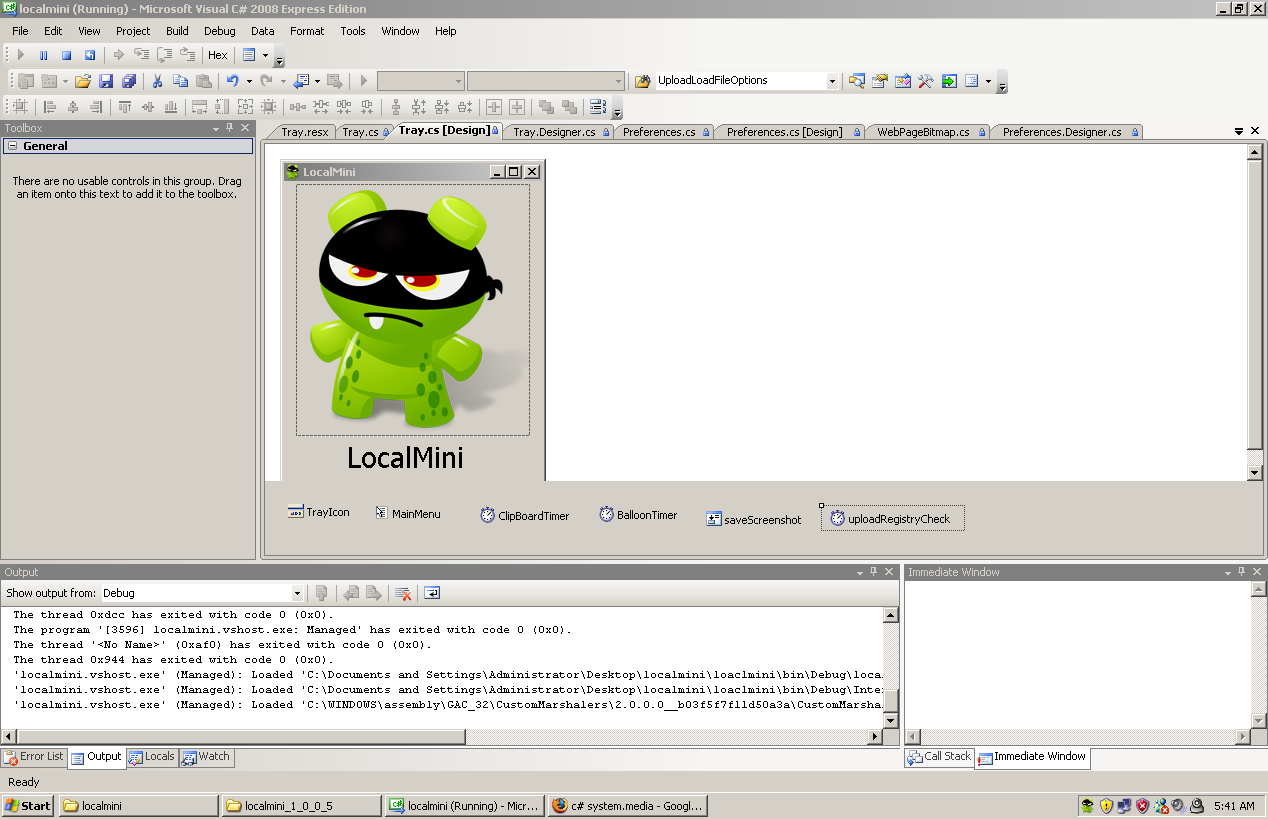 localmini (Running) - Microsoft Visual C# 2008 Express Edition
File Edit View Project Build Debug Data Format Tools Window Help
Hex
UploadLoadFileOptions
Toolbox
General
There are no usable controls in this group. Drag
an item onto this text to add it to the toolbox.
Tray.resx Tray.cs Tray.cs [Design] Tray.Designer.cs Preferences.cs Preferences.cs [Design] WebPageBitmap.cs Preferences.Designer.cs
LocalMini
LocalMini
TrayIcon MainMenu ClipBoardTimer BalloonTimer saveScreenshot uploadRegistryCheck
Output
Show output from: Debug
The thread 0xdcc has exited with code 0 (0x0).
The program '[3596] localmini.vshost.exe: Managed' has exited with code 0 (0x0).
The thread '<No Name>' (0xaf0) has exited with code 0 (0x0).
The thread 0x944 has exited with code 0 (0x0).
'localmini.vshost.exe' (Managed): Loaded 'C:\Documents and Settings\Administrator\Desktop\localmini\loaclmini\bin\Debug\loca
'localmini.vshost.exe' (Managed): Loaded 'C:\Documents and Settings\Administrator\Desktop\localmini\loaclmini\bin\Debug\Inte
'localmini.vshost.exe' (Managed): Loaded 'C:\WINDOWS\assembly\GAC_32\CustomMarshalers\2.0.0.0__b03f5f7f11d50a3a\CustomMarsha
Immediate Window
Error List Output Locals Watch
Call Stack Immediate Window
Ready
Start localmini localmini_1_0_0_5 localmini (Running) - Micr... c# system.media - Googl... 5:41 AM